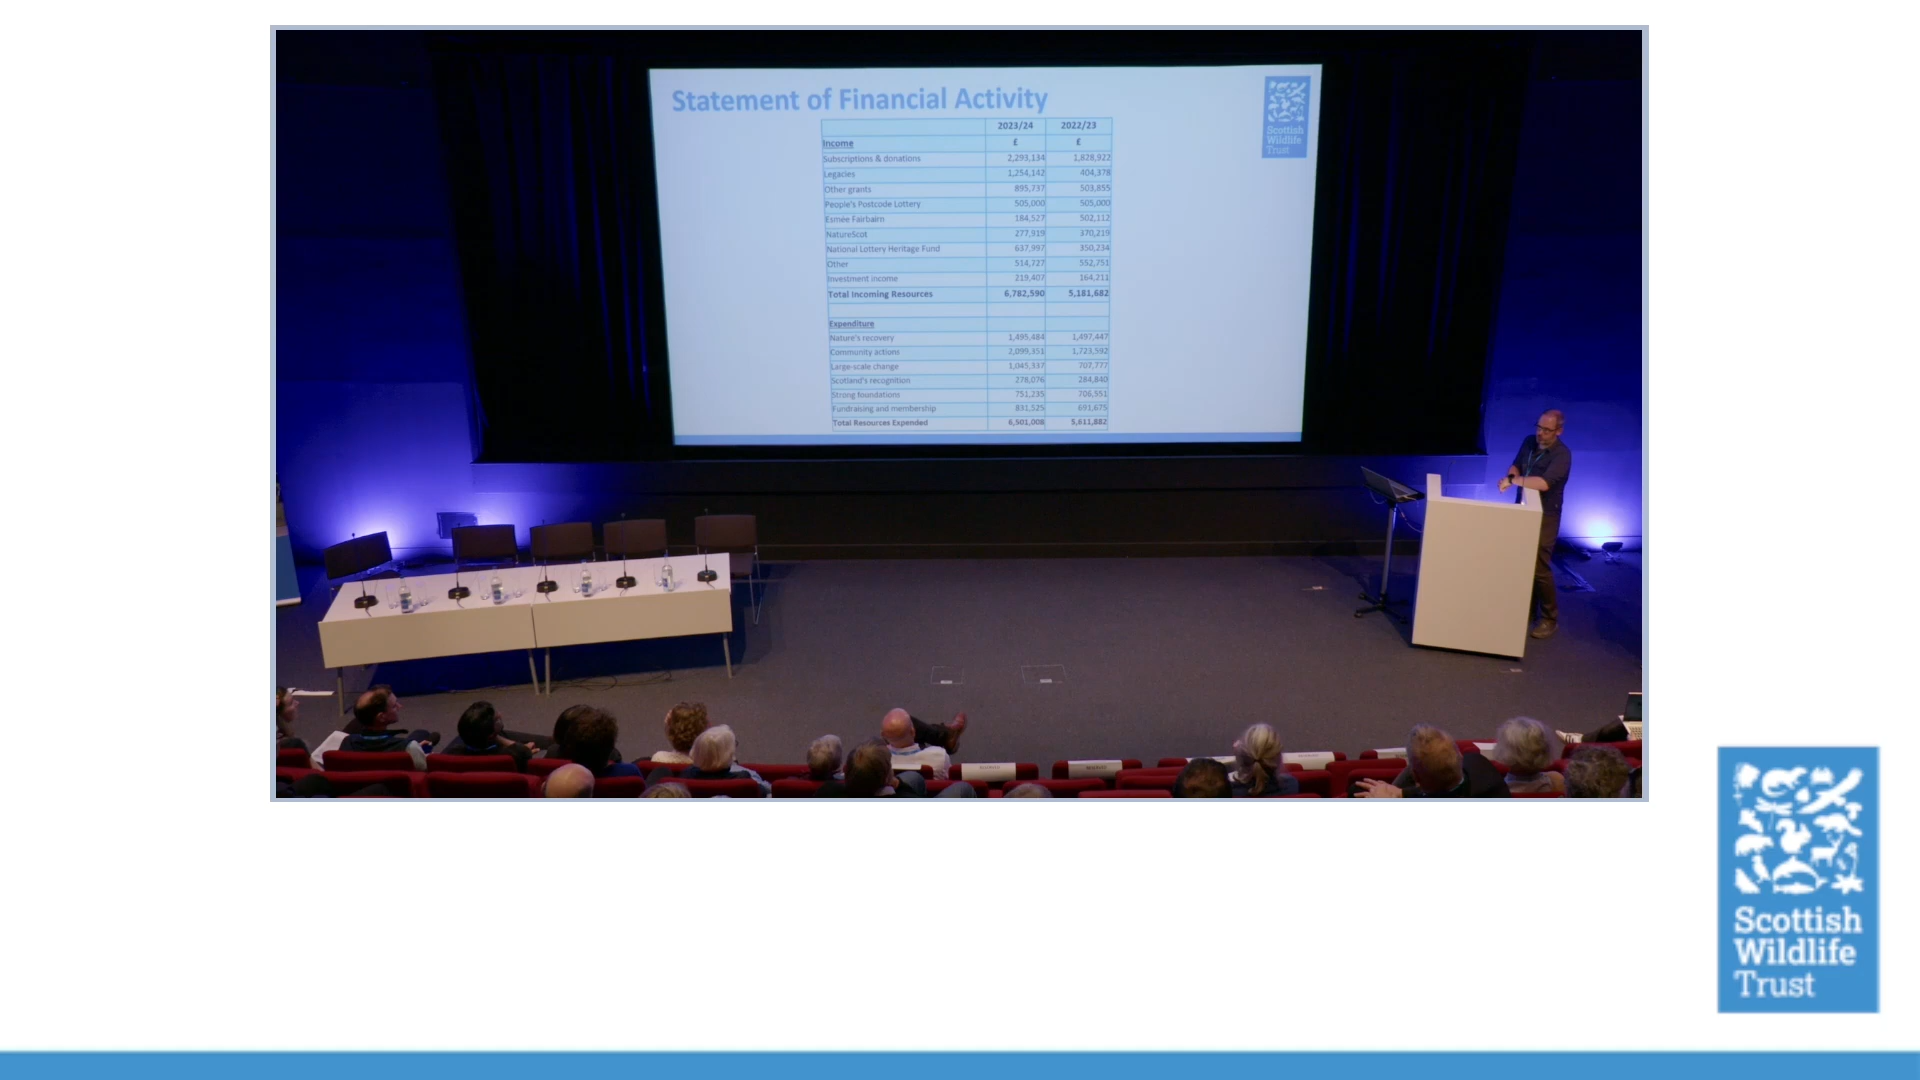 Statement of Financial Activity
Scottish
Wildlife
Trust
2023/24 2022/23
Income £ £
Subscriptions & donations 2,293,134 1,828,922
Legacies 1,254,142 404,378
Other grants 895,737 503,855
People's Postcode Lottery 505,000 505,000
Esmée Fairbairn 184,527 502,112
NatureScot 277,919 370,219
National Lottery Heritage Fund 637,997 350,234
Other 514,727 552,751
Investment income 219,407 164,211
Total Incoming Resources 6,782,590 5,181,682
Expenditure
Nature's recovery 1,495,484 1,497,447
Community actions 2,099,351 1,723,592
Large-scale change 1,045,337 707,777
Scotland's recognition 278,076 284,840
Strong foundations 751,235 706,551
Fundraising and membership 831,525 691,675
Total Resources Expended 6,501,008 5,611,882
Scottish
Wildlife
Trust